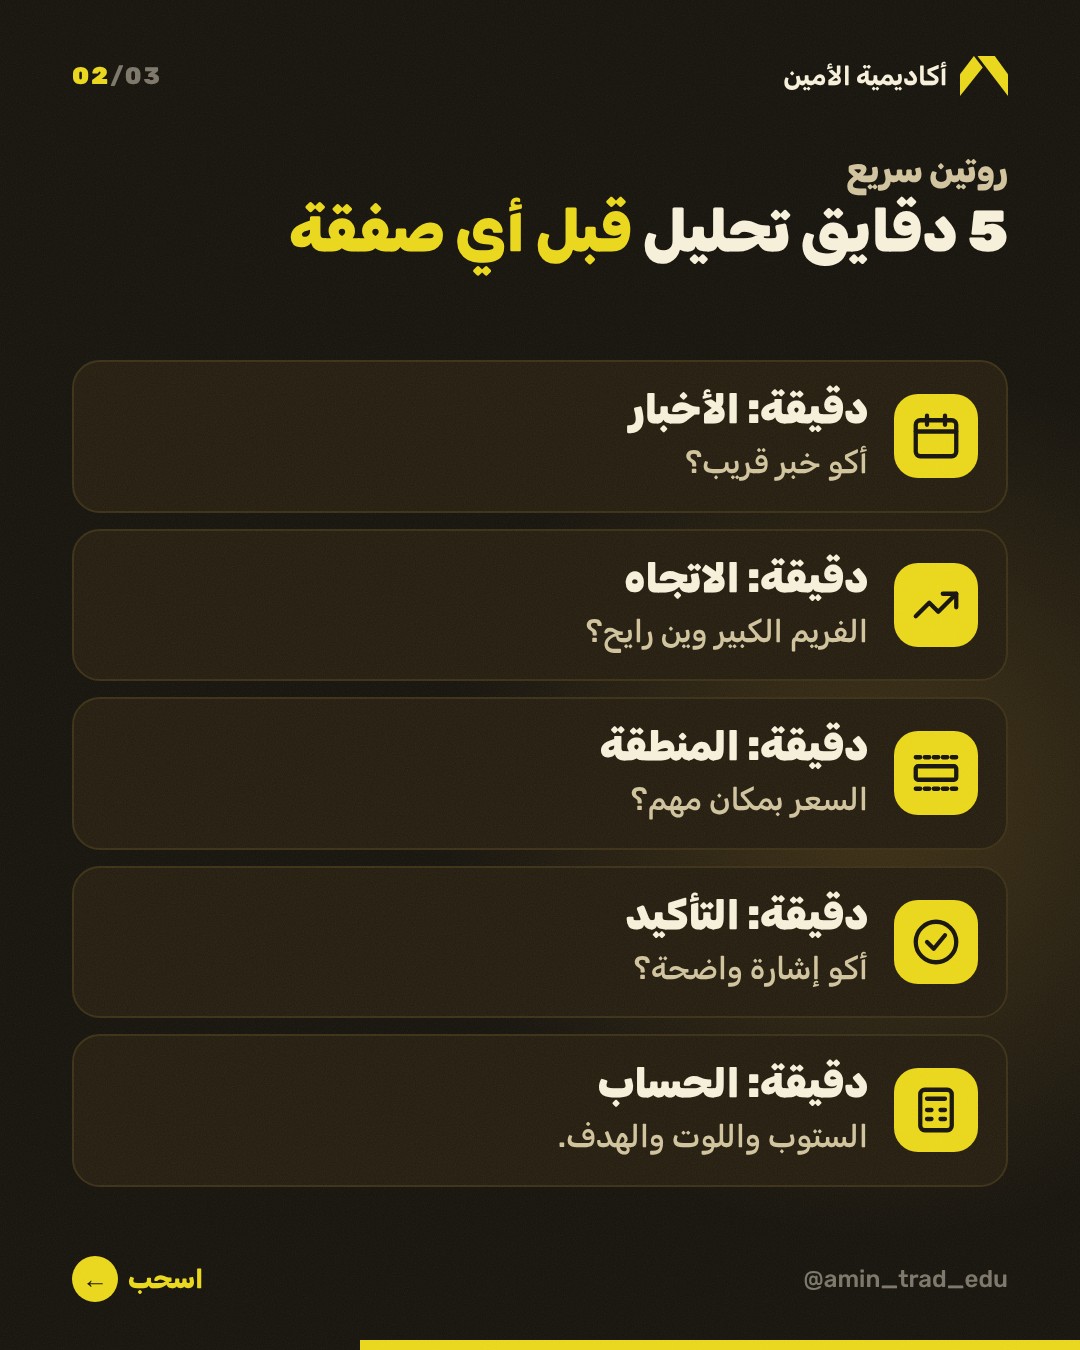 أكاديمية الأمين
02/03
روتين سريع
5 دقايق تحليل قبل أي صفقة
دقيقة: الأخبار
أكو خبر قريب؟
دقيقة: الاتجاه
الفريم الكبير وين رايح؟
دقيقة: المنطقة
السعر بمكان مهم؟
دقيقة: التأكيد
أكو إشارة واضحة؟
دقيقة: الحساب
الستوب واللوت والهدف.
@amin_trad_edu
اسحب ←